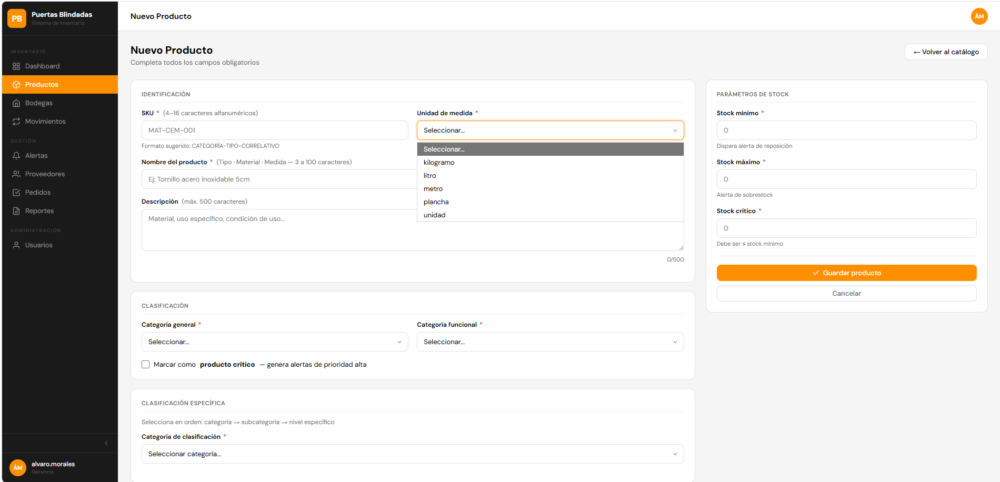 PB
Puertas Blindadas
Sistema de Inventario
INVENTARIO
Dashboard
Productos
Bodegas
Movimientos
GESTIÓN
Alertas
Proveedores
Pedidos
Reportes
ADMINISTRACIÓN
Usuarios
ÁM
alvaro.morales
Gerencia
Nuevo Producto
ÁM
Nuevo Producto
Completa todos los campos obligatorios
← Volver al catálogo
IDENTIFICACIÓN
SKU * (4–16 caracteres alfanuméricos)
MAT-CEM-001
Formato sugerido: CATEGORÍA-TIPO-CORRELATIVO
Unidad de medida *
Seleccionar...
Seleccionar...
kilogramo
litro
metro
plancha
unidad
Nombre del producto * (Tipo · Material · Medida — 3 a 100 caracteres)
Ej: Tornillo acero inoxidable 5cm
Descripción (máx. 500 caracteres)
Material, uso específico, condición de uso...
0/500
CLASIFICACIÓN
Categoría general *
Seleccionar...
Categoría funcional *
Seleccionar...
Marcar como producto crítico — genera alertas de prioridad alta
CLASIFICACIÓN ESPECÍFICA
Selecciona en orden: categoría → subcategoría → nivel específico
Categoría de clasificación *
Seleccionar categoría...
PARÁMETROS DE STOCK
Stock mínimo *
0
Dispara alerta de reposición
Stock máximo *
0
Alerta de sobrestock
Stock crítico *
0
Debe ser ≤ stock mínimo
Guardar producto
Cancelar